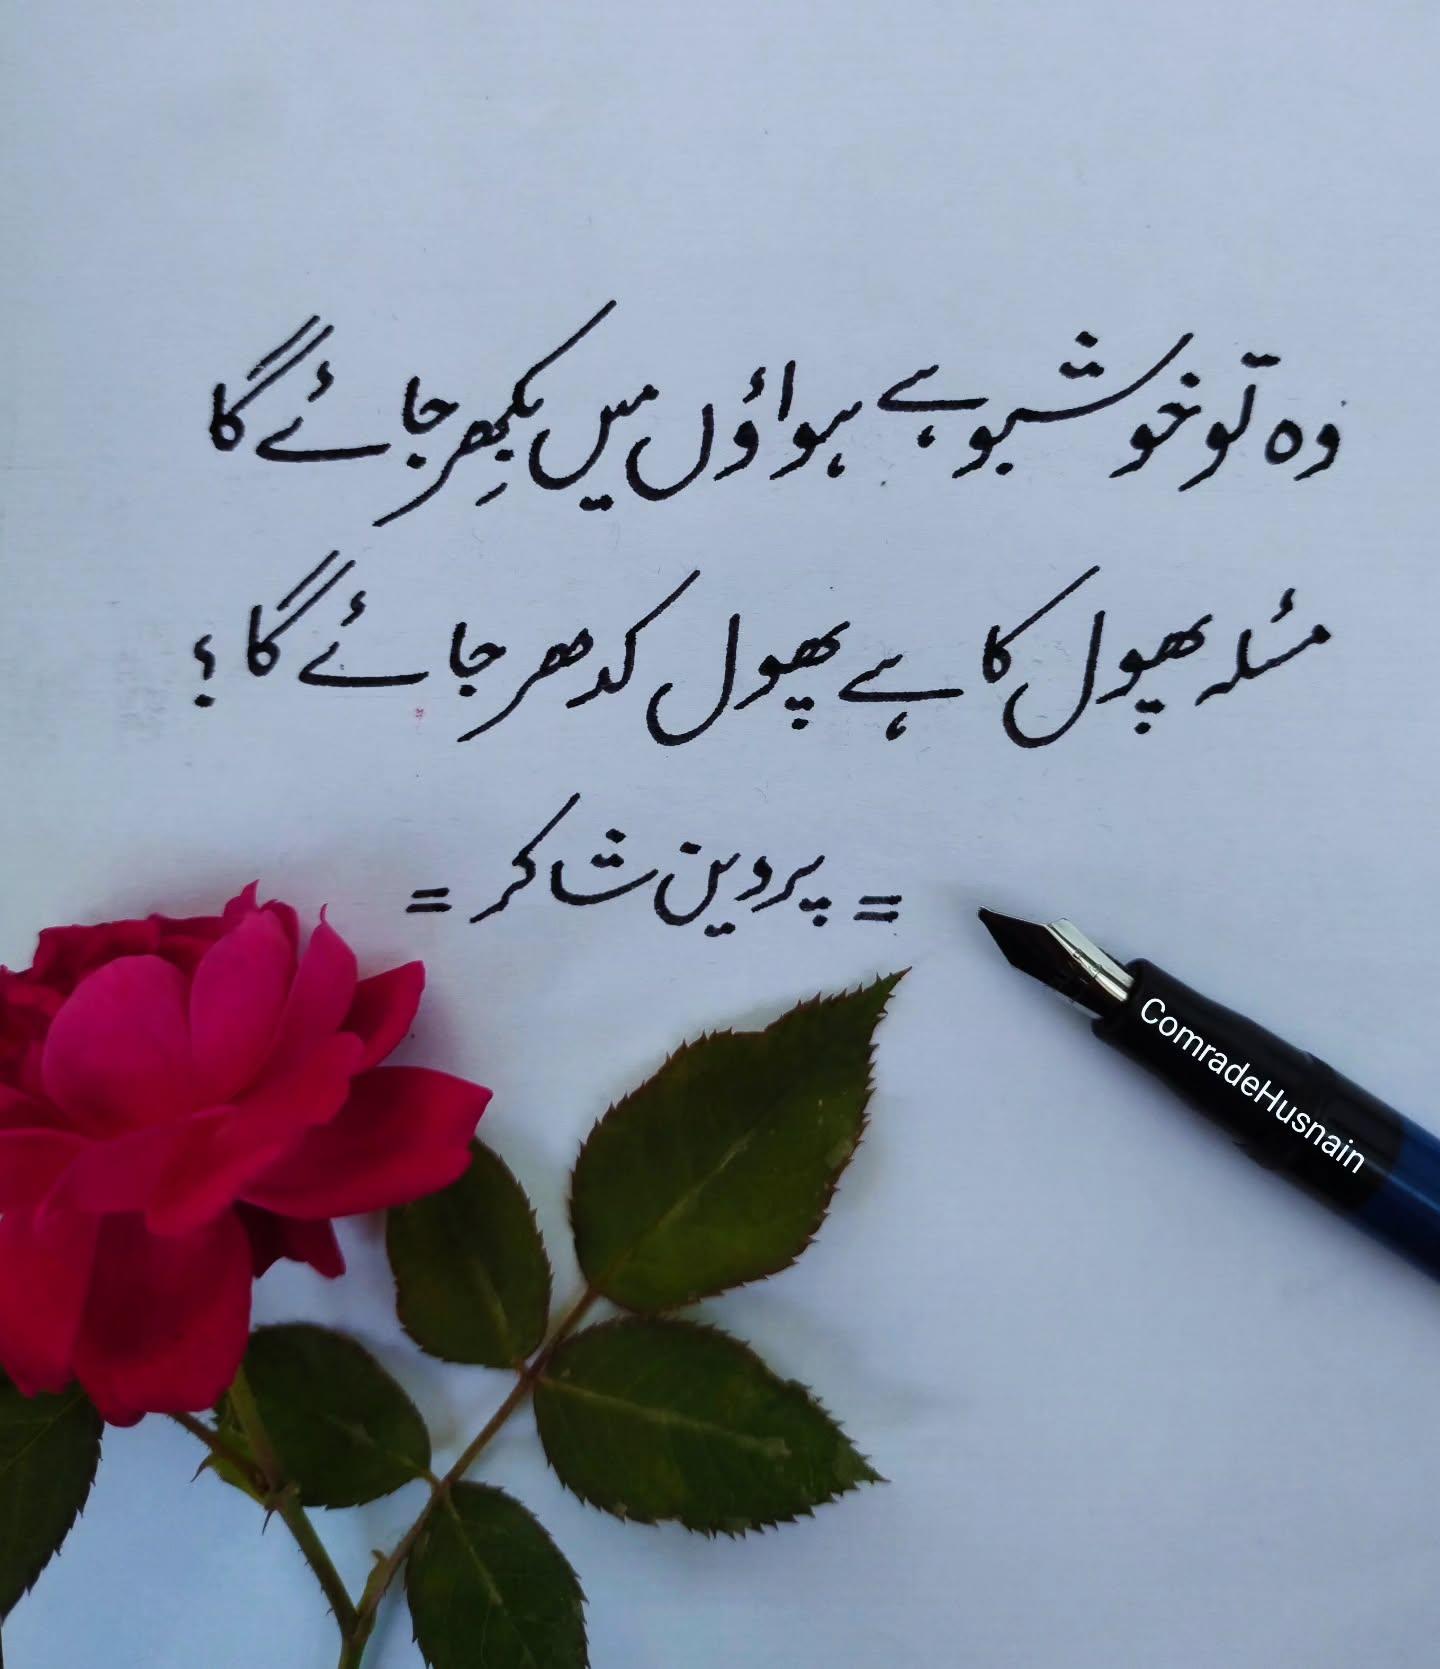 وہ تو خوشبو ہے ہواؤں میں بکھر جائے گا
مسئلہ پھول کا ہے پھول کدھر جائے گا ؟
= پروین شاکر =
ComradeHusnain